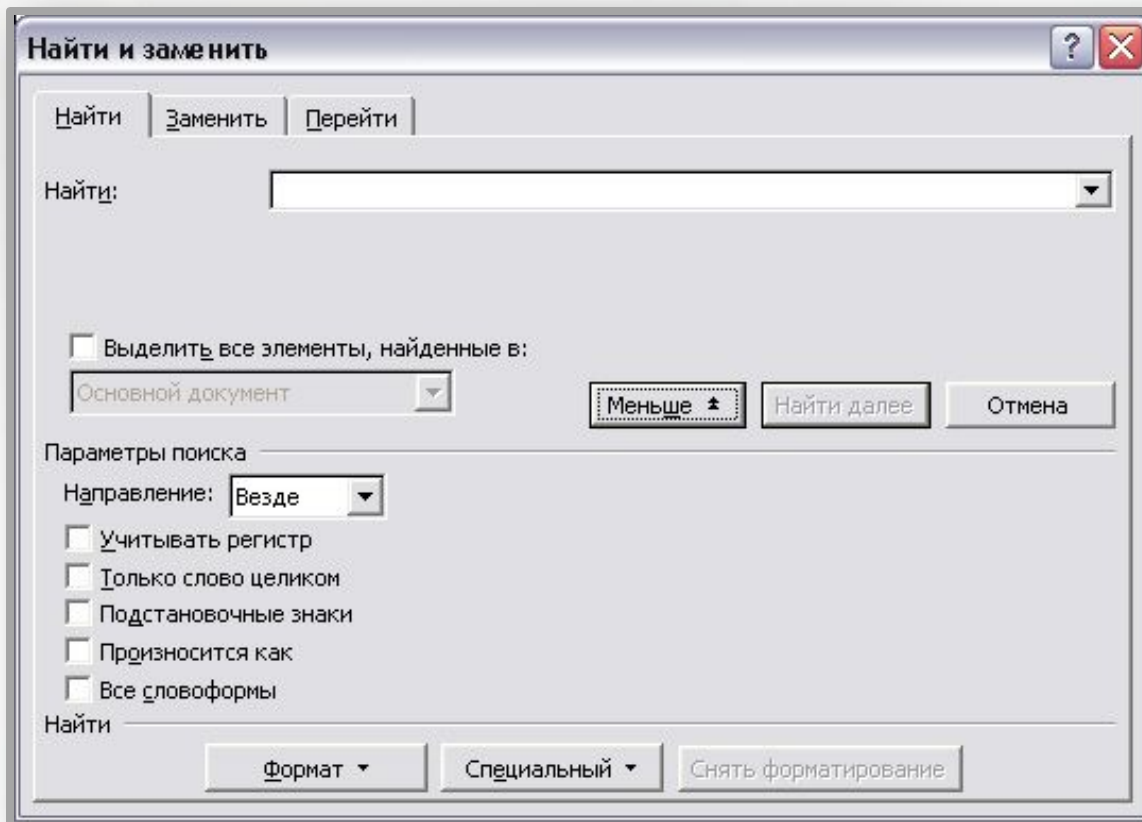 Найти и заменить
Найти Заменить Перейти
Найти:
Выделить все элементы, найденные в:
Основной документ Меньше Найти далее Отмена
Параметры поиска
Направление: Везде
Учитывать регистр
Только слово целиком
Подстановочные знаки
Произносится как
Все словоформы
Найти
Формат Специальный Снять форматирование